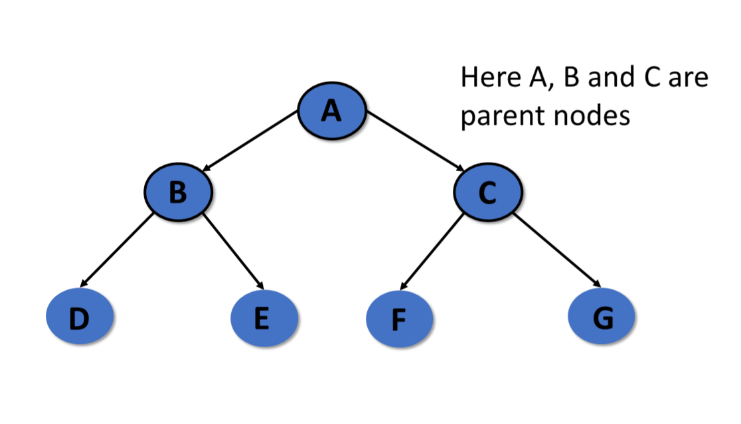 Here A, B and C are
parent nodes
A
B
C
D
E
F
G